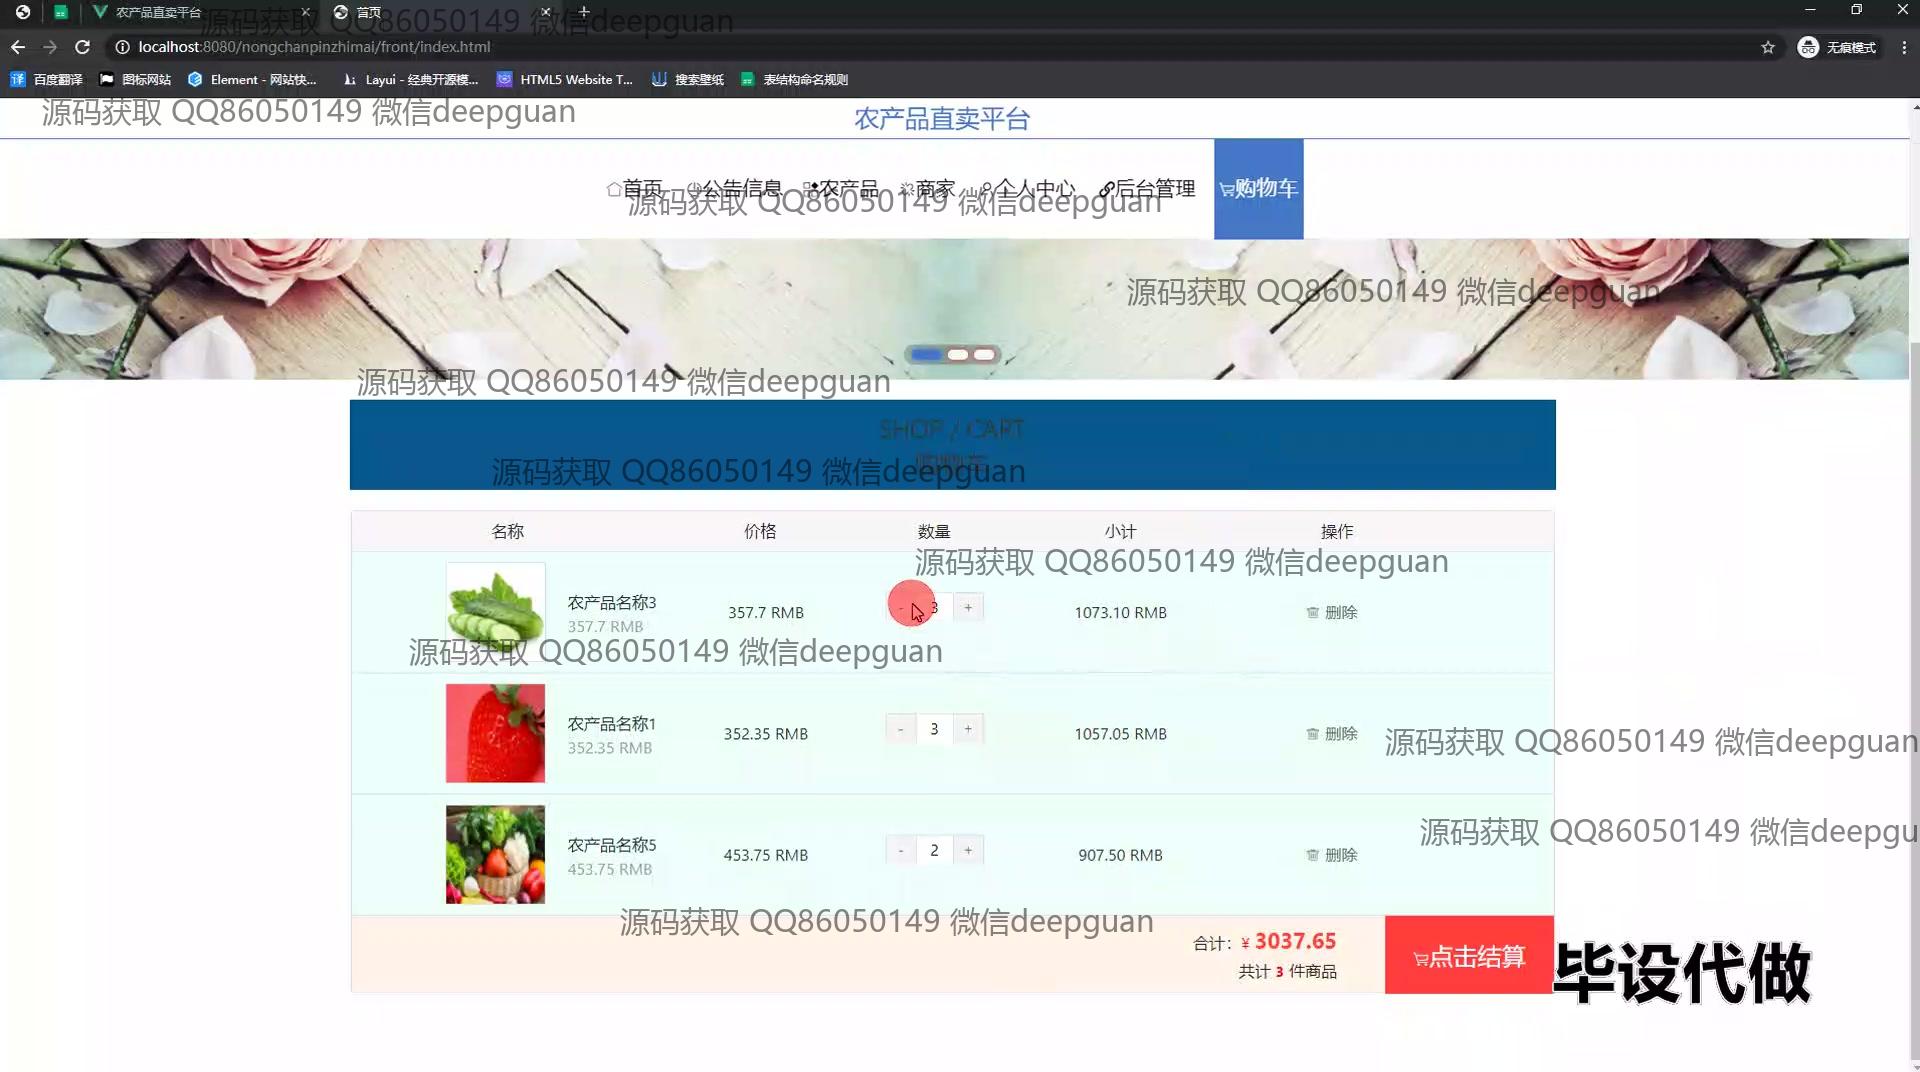 农产品直卖平台
首页
localhost:8080/nongchanpinzhimai/front/index.html
无痕模式
百度翻译
图标网站
Element - 网站快...
Layui - 经典开源模...
HTML5 Website T...
搜索壁纸
表结构命名规则
源码获取 QQ86050149 微信deepguan
源码获取 QQ86050149 微信deepguan
农产品直卖平台
首页
公告信息
农产品
商家
个人中心
后台管理
购物车
源码获取 QQ86050149 微信deepguan
源码获取 QQ86050149 微信deepguan
源码获取 QQ86050149 微信deepguan
SHOP / CART
源码获取 QQ86050149 微信deepguan
名称 价格 数量 小计 操作
源码获取 QQ86050149 微信deepguan
农产品名称3
357.7 RMB
357.7 RMB
- 3 +
1073.10 RMB
删除
源码获取 QQ86050149 微信deepguan
农产品名称1
352.35 RMB
352.35 RMB
- 3 +
1057.05 RMB
删除
源码获取 QQ86050149 微信deepguan
农产品名称5
453.75 RMB
453.75 RMB
- 2 +
907.50 RMB
删除
源码获取 QQ86050149 微信deepgu
源码获取 QQ86050149 微信deepguan
合计: ¥ 3037.65
共计 3 件商品
点击结算
毕设代做